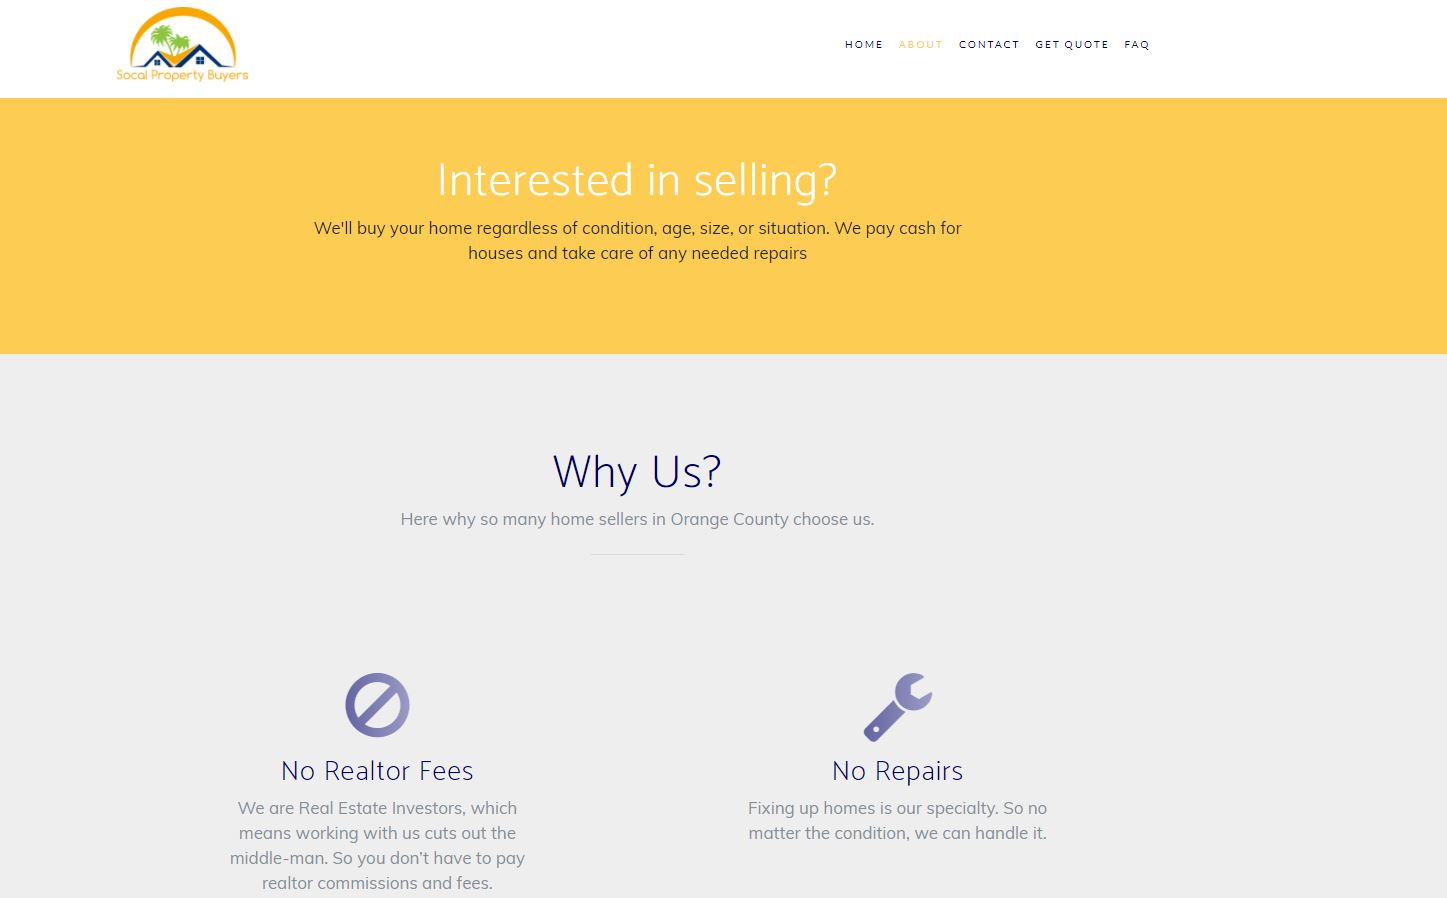 Socal Property Buyers
HOME ABOUT CONTACT GET QUOTE FAQ
Interested in selling?
We'll buy your home regardless of condition, age, size, or situation. We pay cash for
houses and take care of any needed repairs
Why Us?
Here why so many home sellers in Orange County choose us.
No Realtor Fees
We are Real Estate Investors, which
means working with us cuts out the
middle-man. So you don't have to pay
realtor commissions and fees.
No Repairs
Fixing up homes is our specialty. So no
matter the condition, we can handle it.